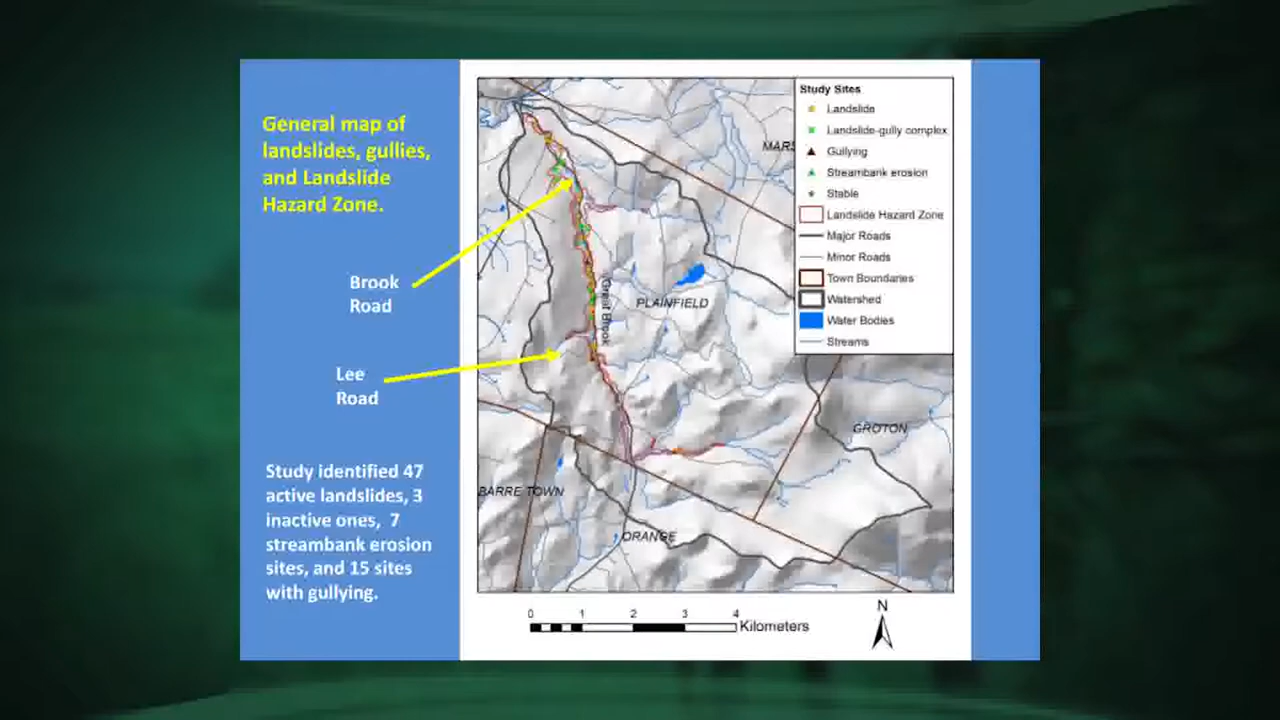 General map of
landslides, gullies,
and Landslide
Hazard Zone.
Brook
Road
Lee
Road
Study identified 47
active landslides, 3
inactive ones, 7
streambank erosion
sites, and 15 sites
with gullying.
MARS
PLAINFIELD
Great Brook
GROTON
BARRE TOWN
ORANGE
Study Sites
Landslide
Landslide-gully complex
Gullying
Streambank erosion
Stable
Landslide Hazard Zone
Major Roads
Minor Roads
Town Boundaries
Watershed
Water Bodies
Streams
0 1 2 3 4
Kilometers
N